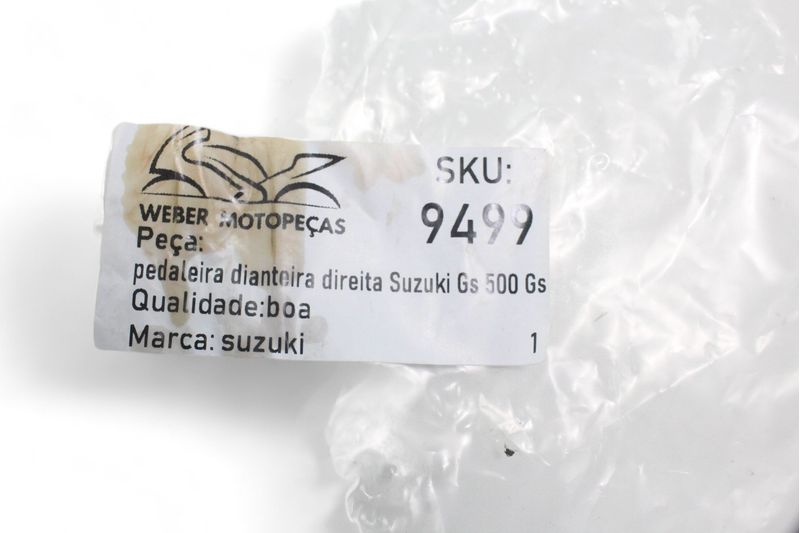 WEBER MOTOPEÇAS
SKU:
9499
Peça:
pedaleira dianteira direita Suzuki Gs 500 Gs
Qualidade:boa
Marca: suzuki
1